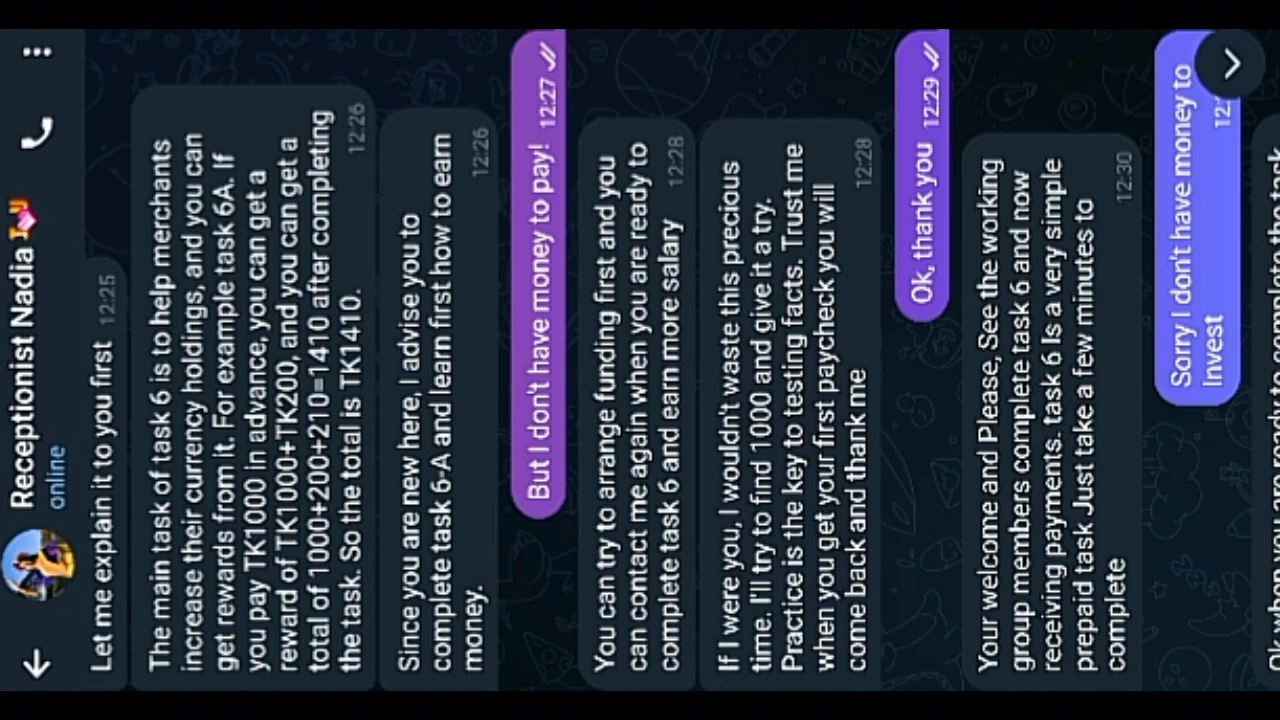 Receptionist Nadia I U
online
Let me explain it to you first 12:25
The main task of task 6 is to help merchants
increase their currency holdings, and you can
get rewards from it. For example task 6A. If
you pay TK1000 in advance, you can get a
reward of TK1000+TK200, and you can get a
total of 1000+200+210=1410 after completing
the task. So the total is TK1410.
12:26
Since you are new here, I advise you to
complete task 6-A and learn first how to earn
money.
12:26
But I don't have money to pay! 12:27
You can try to arrange funding first and you
can contact me again when you are ready to
complete task 6 and earn more salary
12:28
If I were you, I wouldn't waste this precious
time. I'll try to find 1000 and give it a try.
Practice is the key to testing facts. Trust me
when you get your first paycheck you will
come back and thank me
12:28
Ok, thank you 12:29
Your welcome and Please, See the working
group members complete task 6 and now
receiving payments. task 6 Is a very simple
prepaid task Just take a few minutes to
complete
12:30
Sorry I don't have money to
Invest